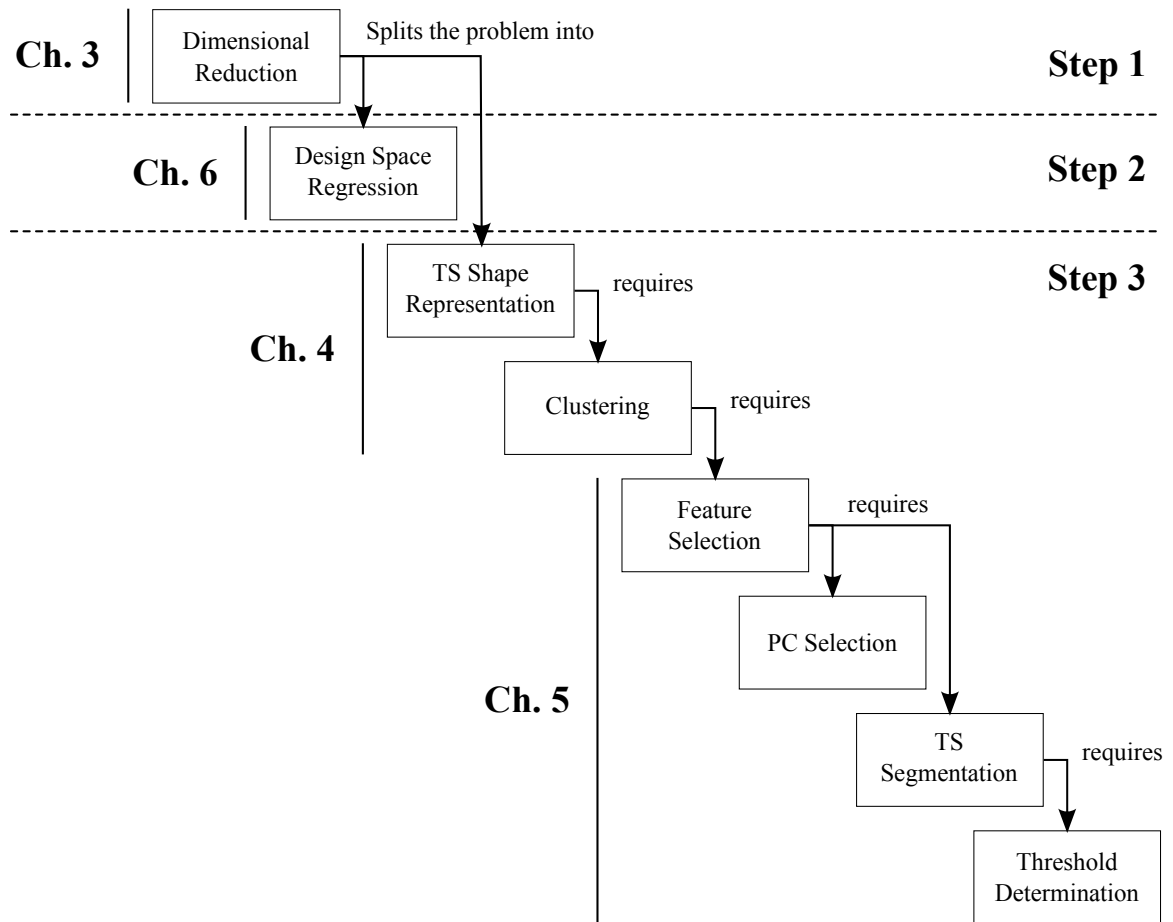 Ch. 3
Dimensional
Reduction
Splits the problem into
Step 1
Ch. 6
Design Space
Regression
Step 2
TS Shape
Representation
requires
Step 3
Ch. 4
Clustering
requires
Feature
Selection
requires
PC Selection
Ch. 5
TS
Segmentation
requires
Threshold
Determination